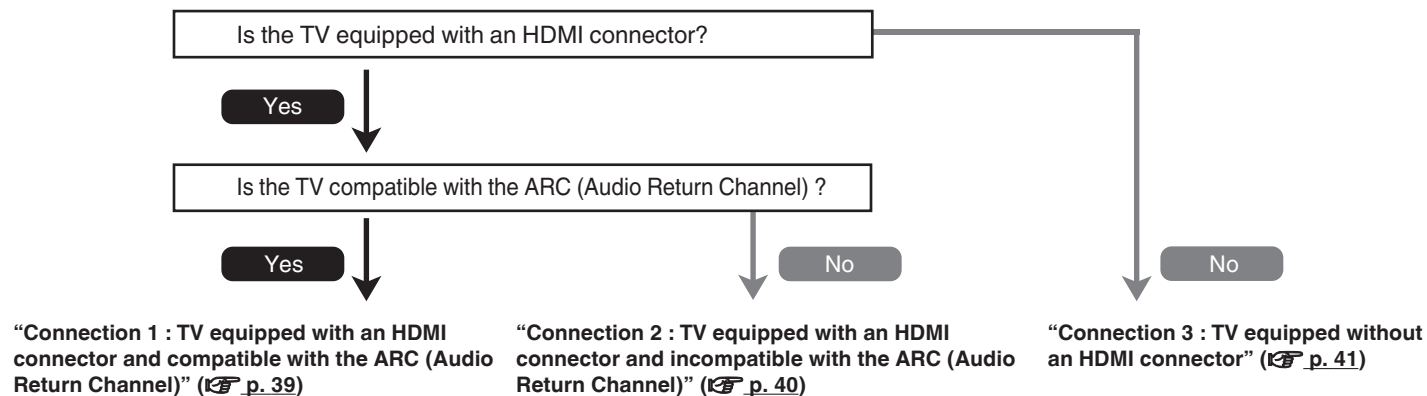 Is the TV equipped with an HDMI connector?
Yes
Is the TV compatible with the ARC (Audio Return Channel) ?
Yes
No
No
“Connection 1 : TV equipped with an HDMI
connector and compatible with the ARC (Audio
Return Channel)” (☞ p. 39)
“Connection 2 : TV equipped with an HDMI
connector and incompatible with the ARC (Audio
Return Channel)” (☞ p. 40)
“Connection 3 : TV equipped without
an HDMI connector” (☞ p. 41)